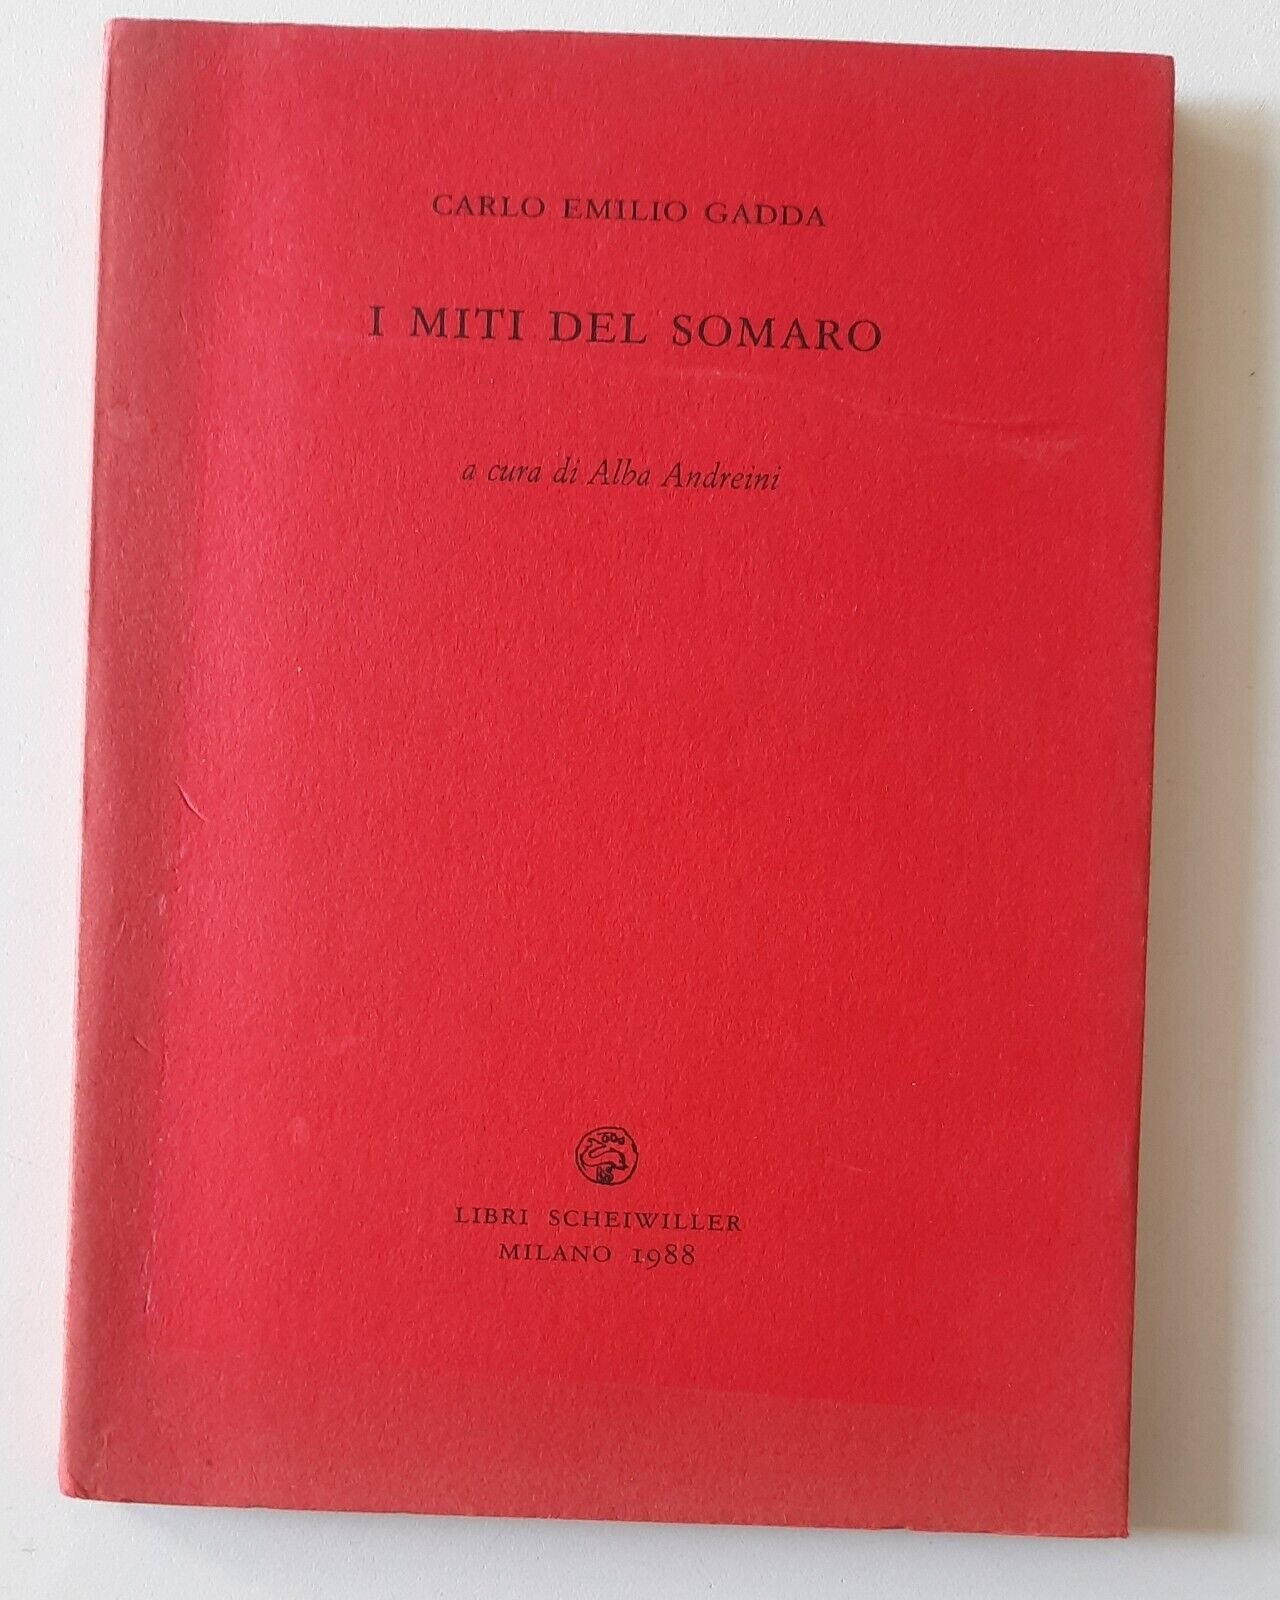 CARLO EMILIO GADDA
I MITI DEL SOMARO
a cura di Alba Andreini
LIBRI SCHEIWILLER
MILANO 1988